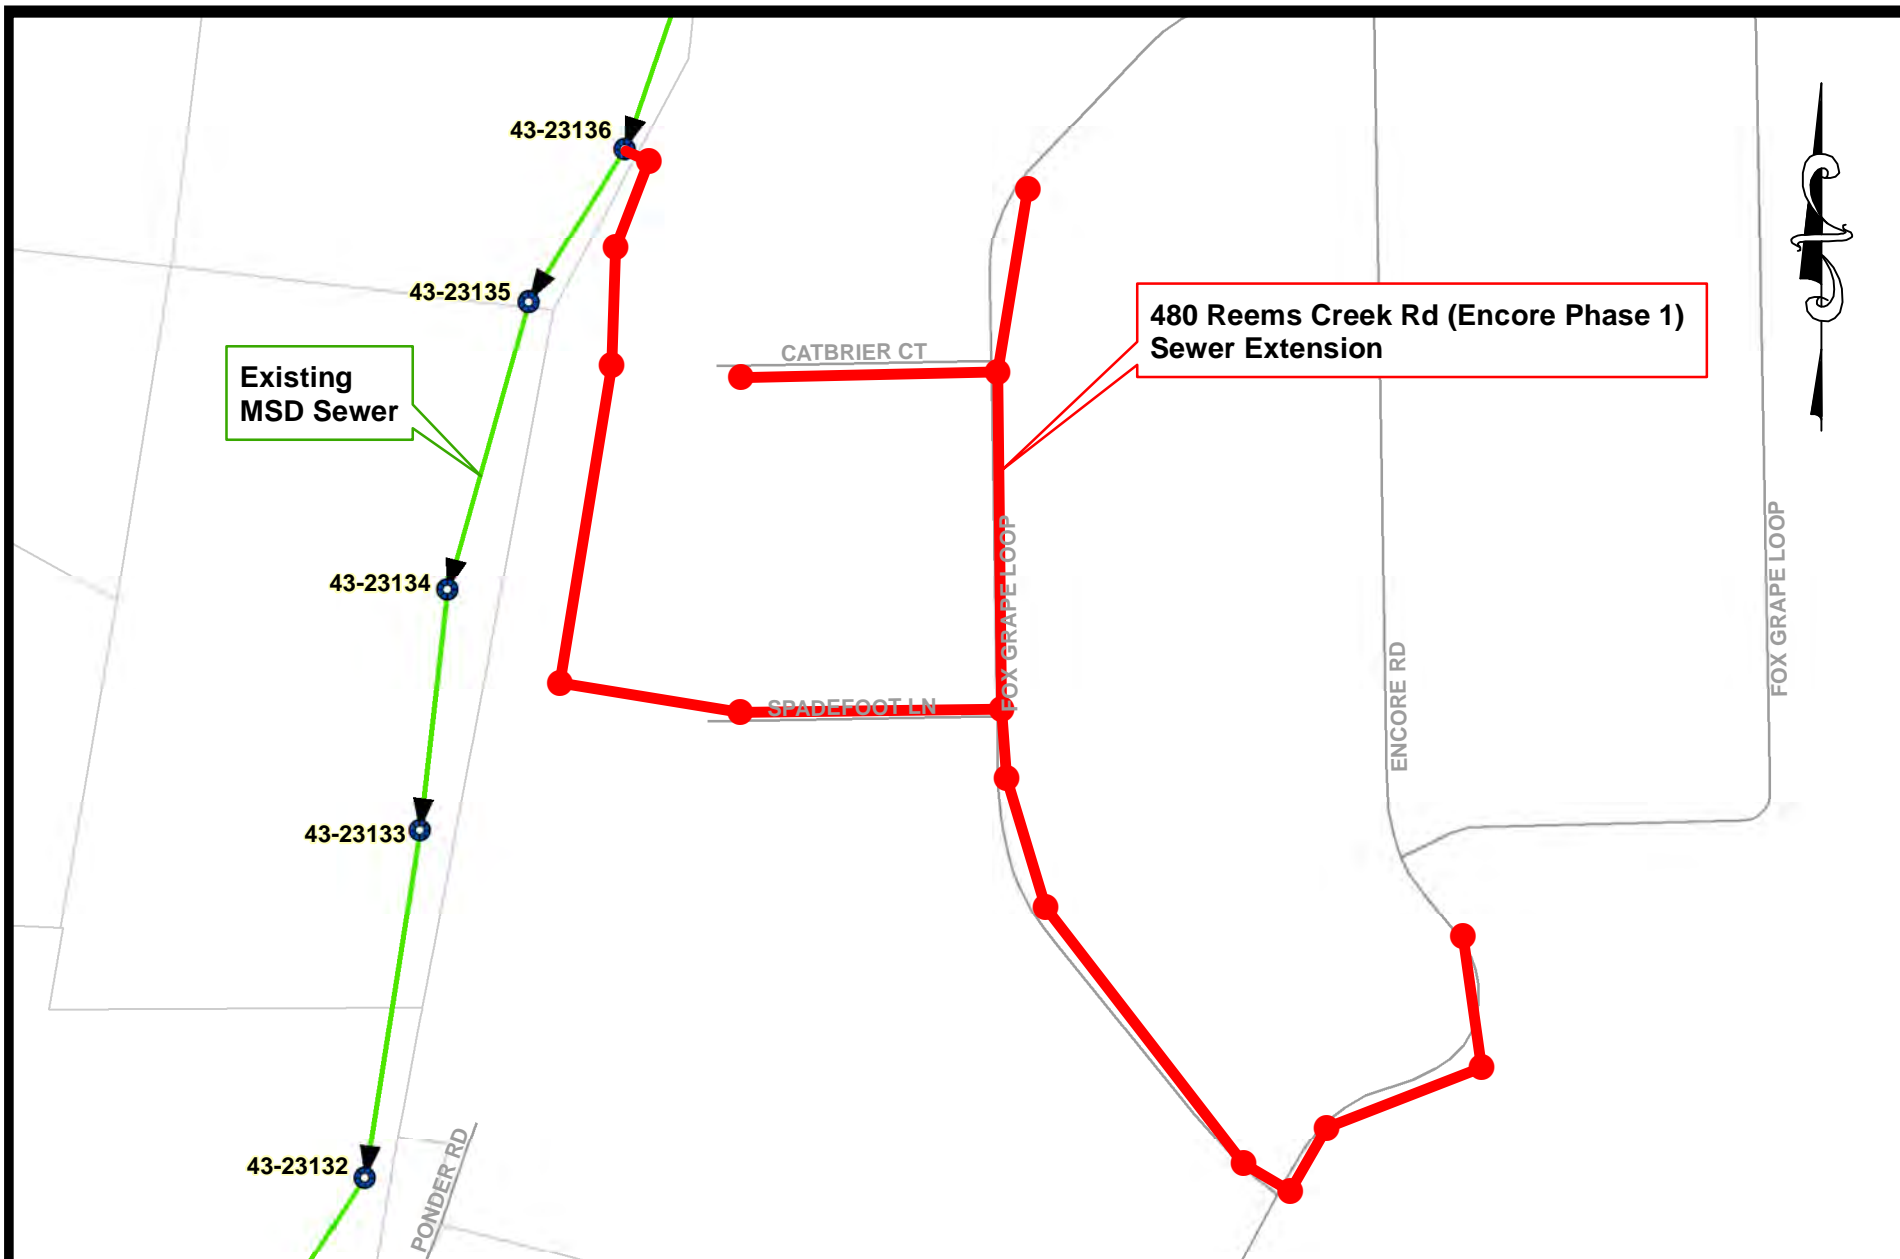 43-23136
43-23135
480 Reems Creek Rd (Encore Phase 1)
Sewer Extension
CATBRIER CT
Existing
MSD Sewer
43-23134
FOX GRAPE LOOP
FOX GRAPE LOOP
ENCORE RD
SPADEFOOT LN
43-23133
43-23132
PONDER RD